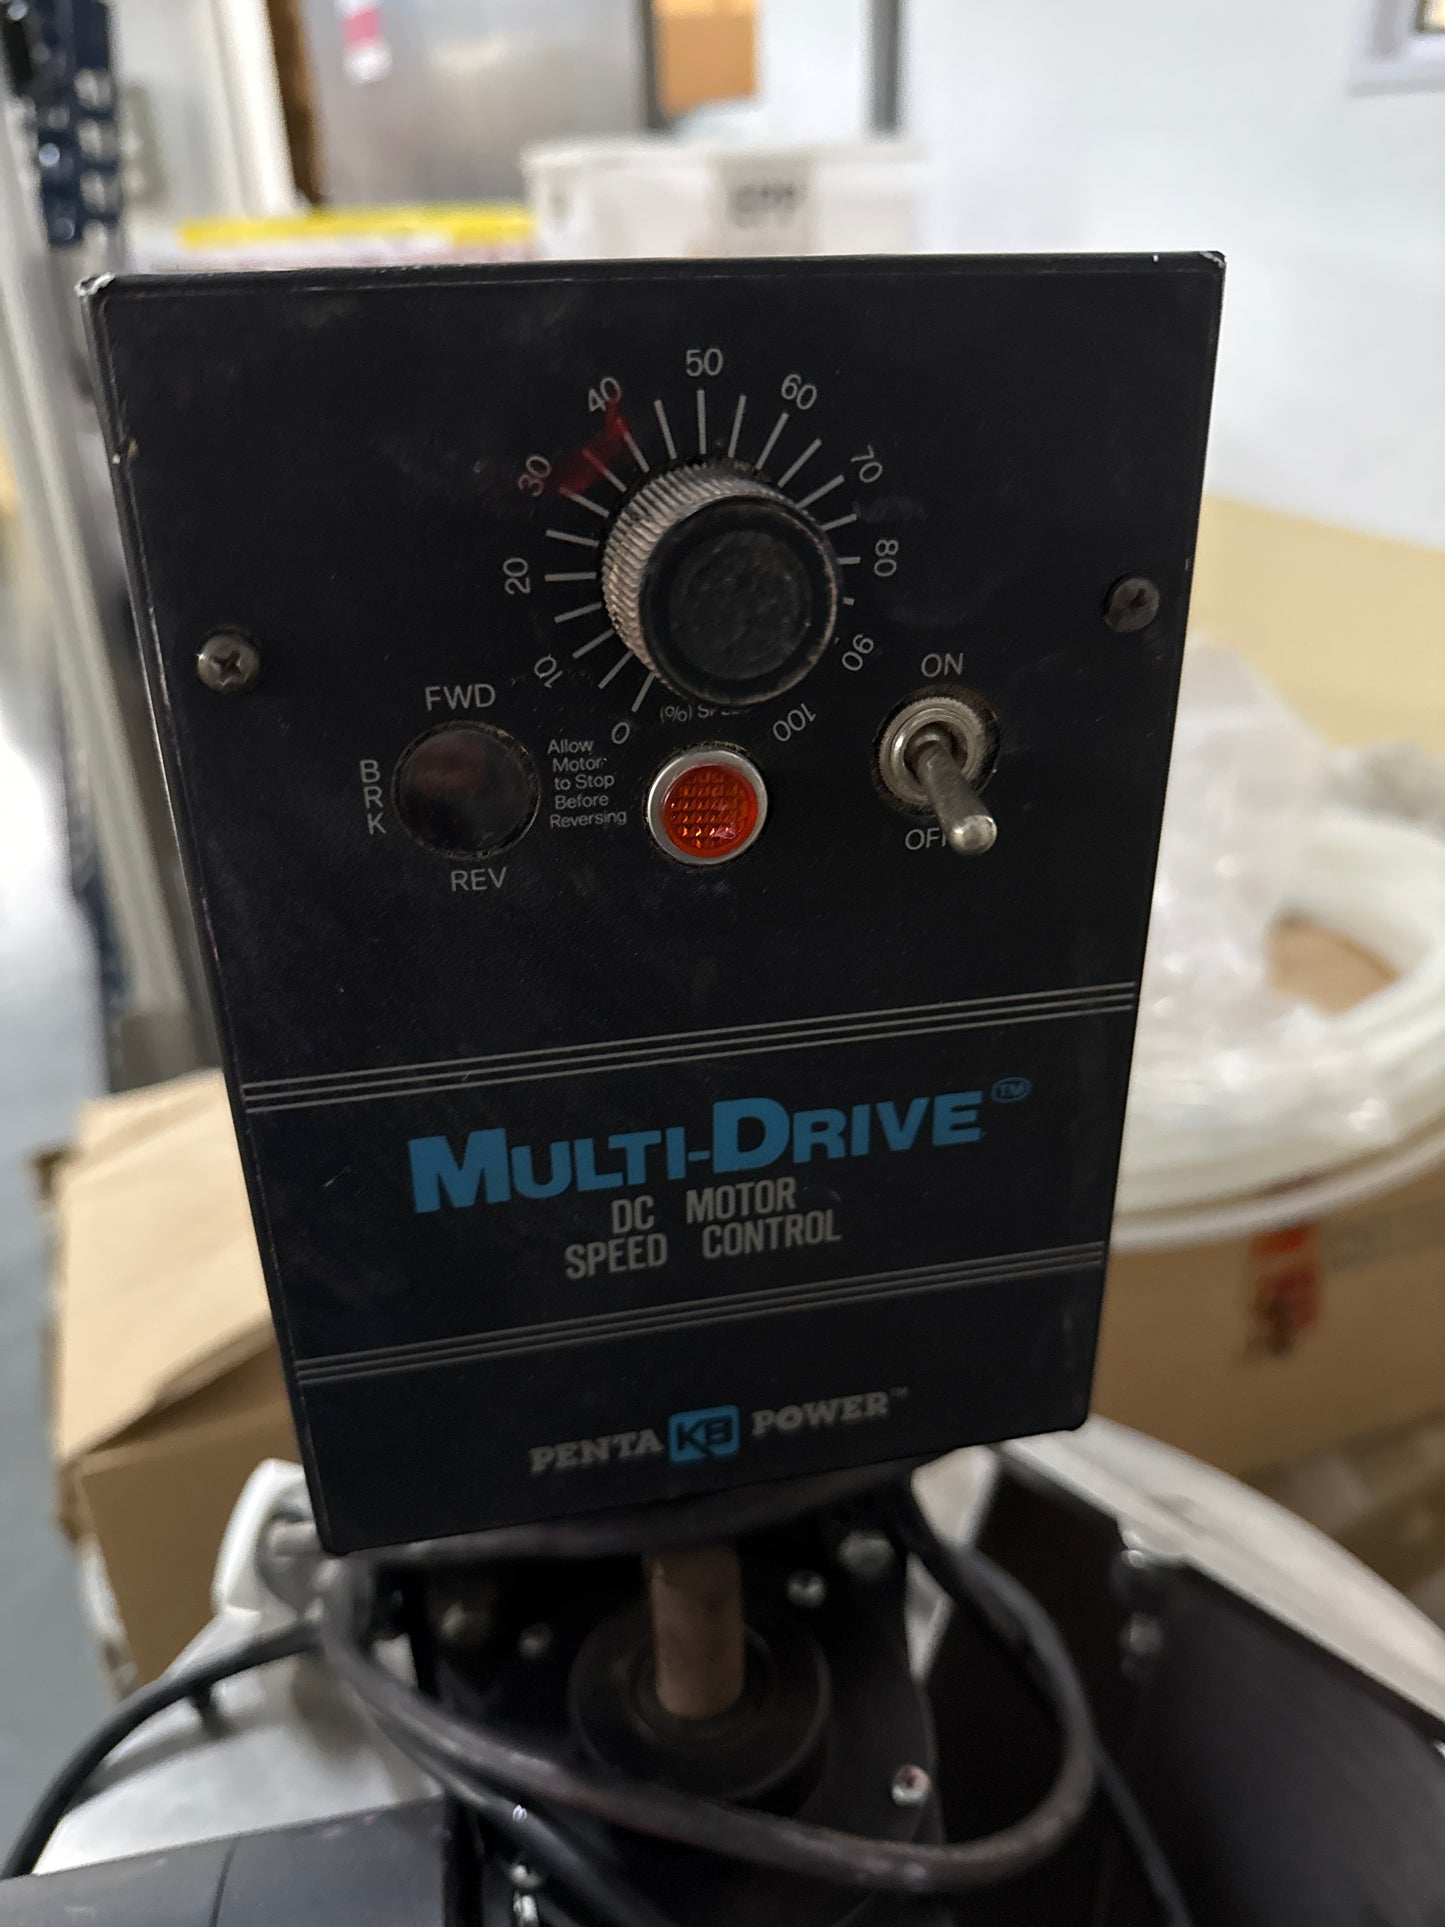 50
40
60
30
70
20
80
10
90
0
100
(%)
ON
OFF
FWD
BRK
REV
Allow
Motor
to Stop
Before
Reversing
MULTI-DRIVE™
DC MOTOR
SPEED CONTROL
PENTA KB POWER™